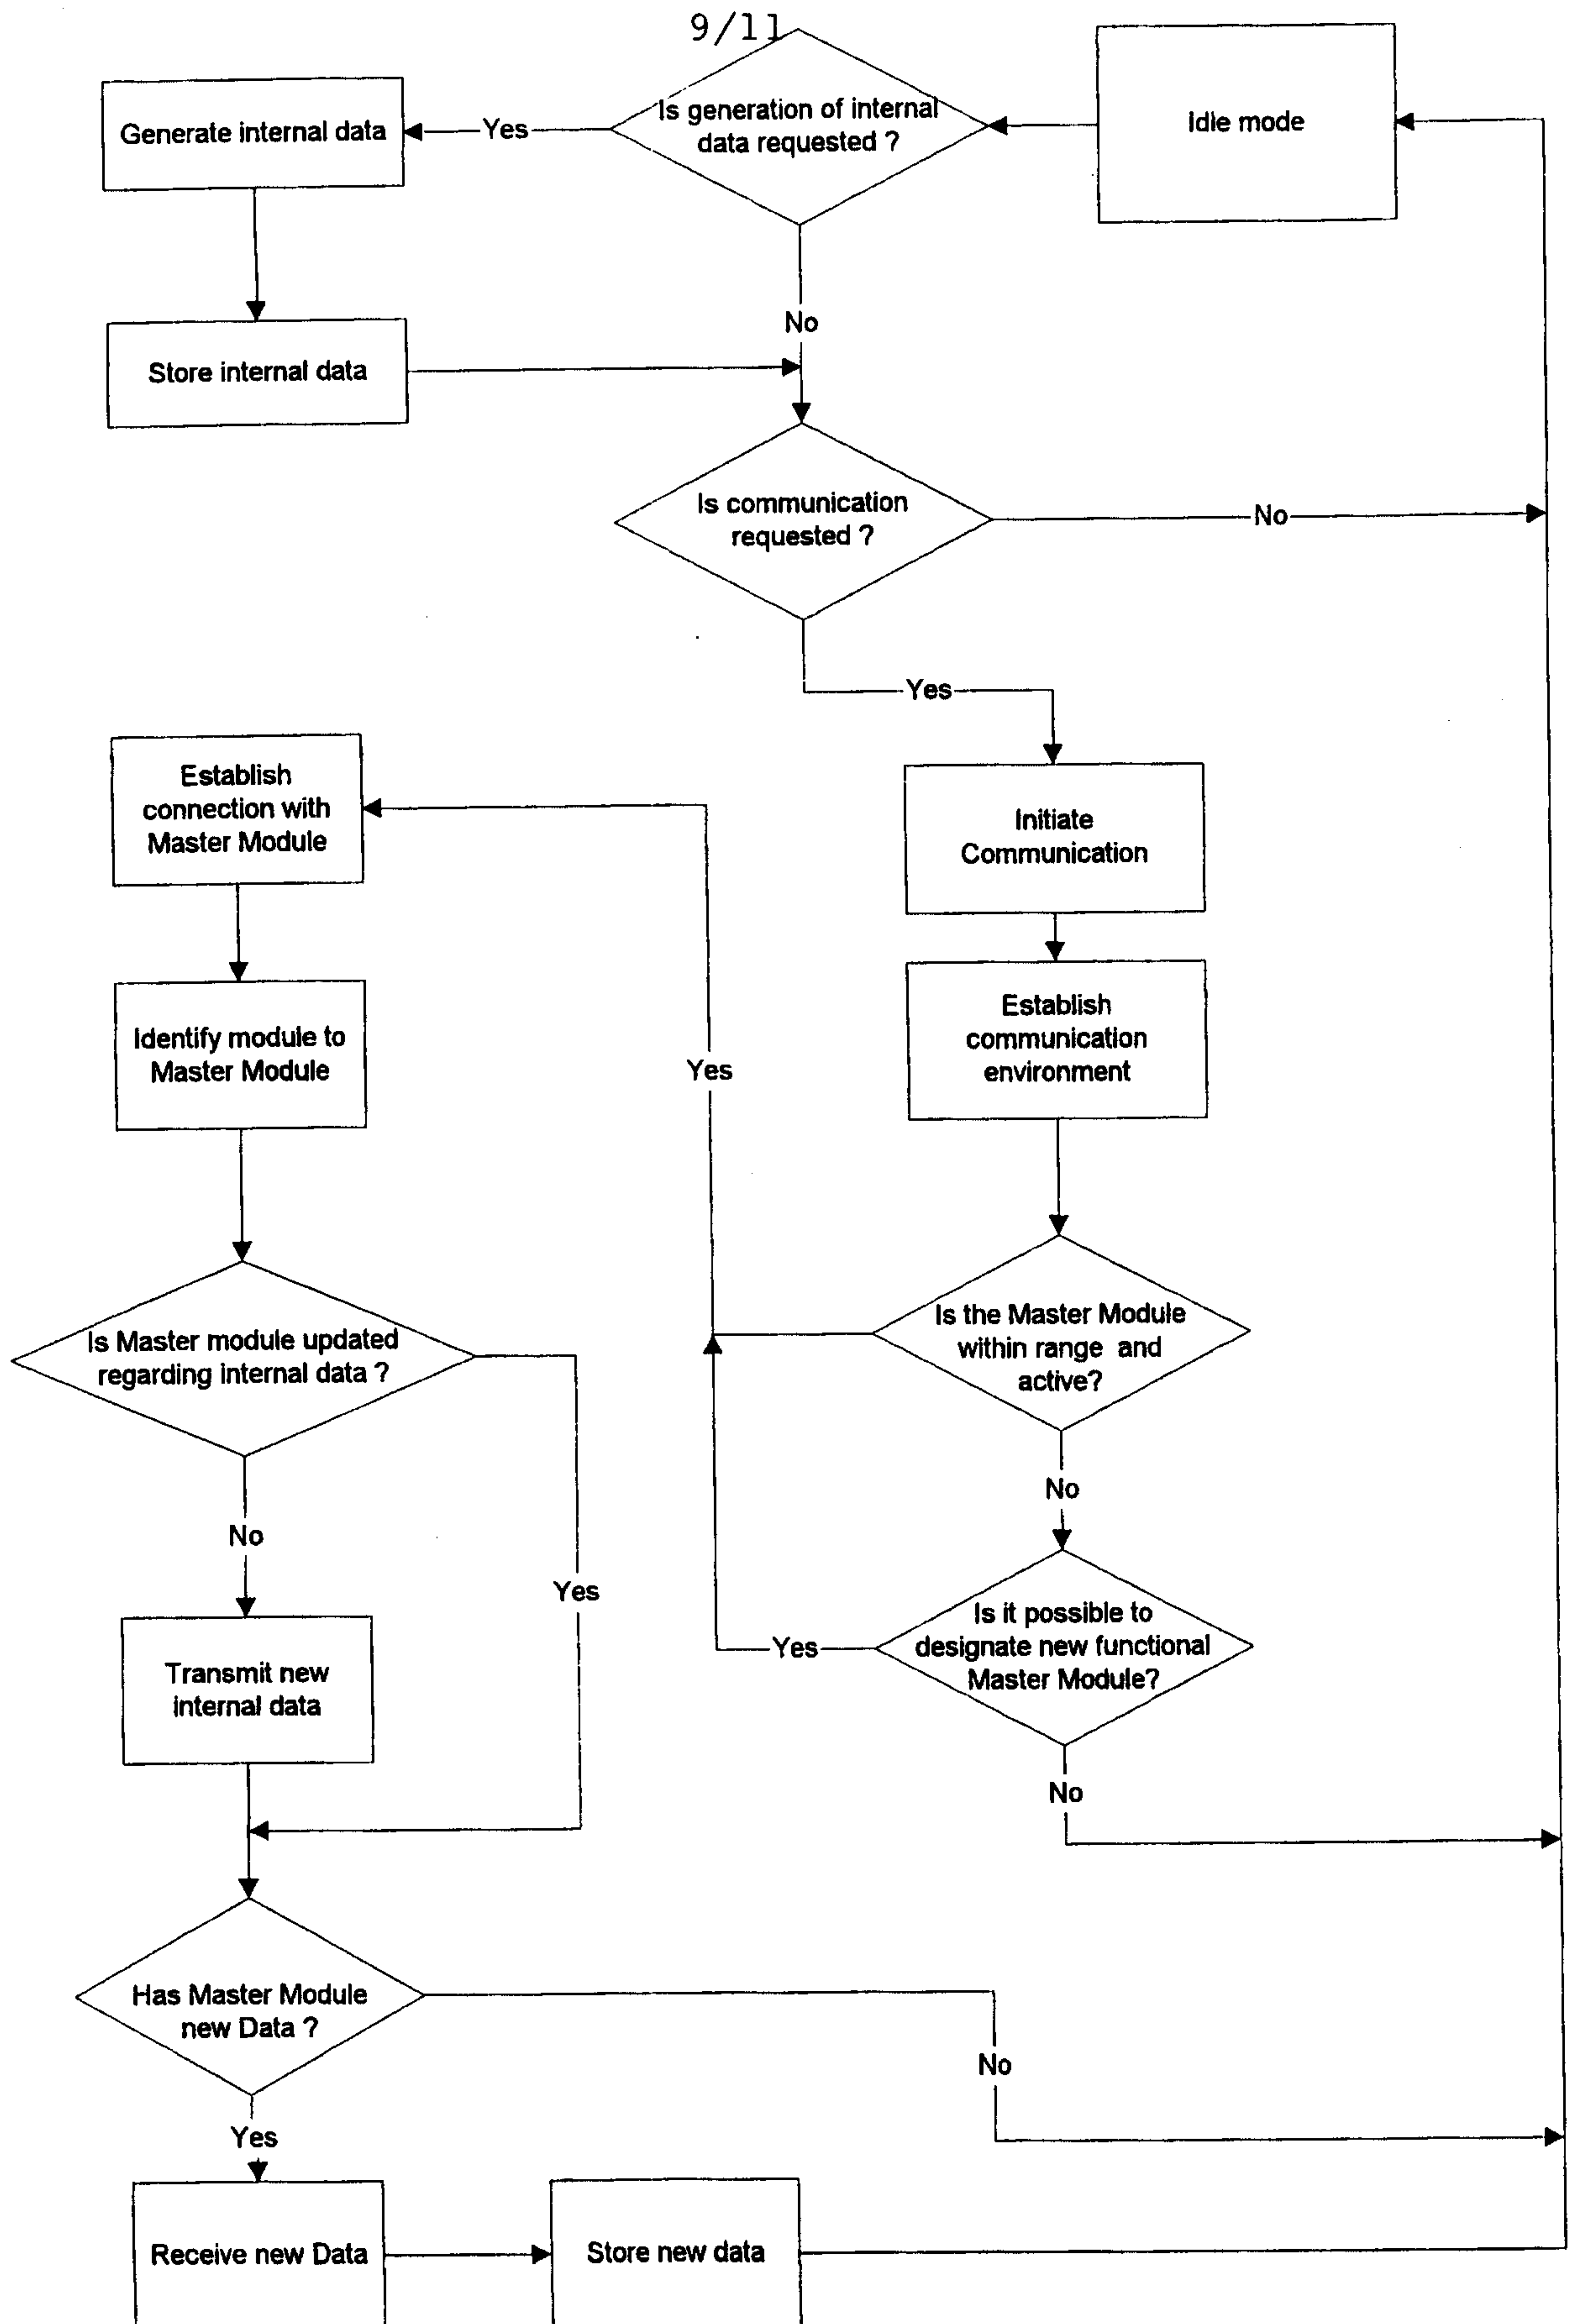 9/11
Is generation of internal
data requested ?
Idle mode
Generate internal data
Yes
No
Store internal data
Is communication
requested ?
No
Yes
Establish
connection with
Master Module
Initiate
Communication
Identify module to
Master Module
Establish
communication
environment
Yes
Is Master module updated
regarding internal data ?
Is the Master Module
within range and
active?
No
No
Yes
Is it possible to
designate new functional
Master Module?
Yes
Transmit new
internal data
No
Has Master Module
new Data ?
No
Yes
Receive new Data
Store new data